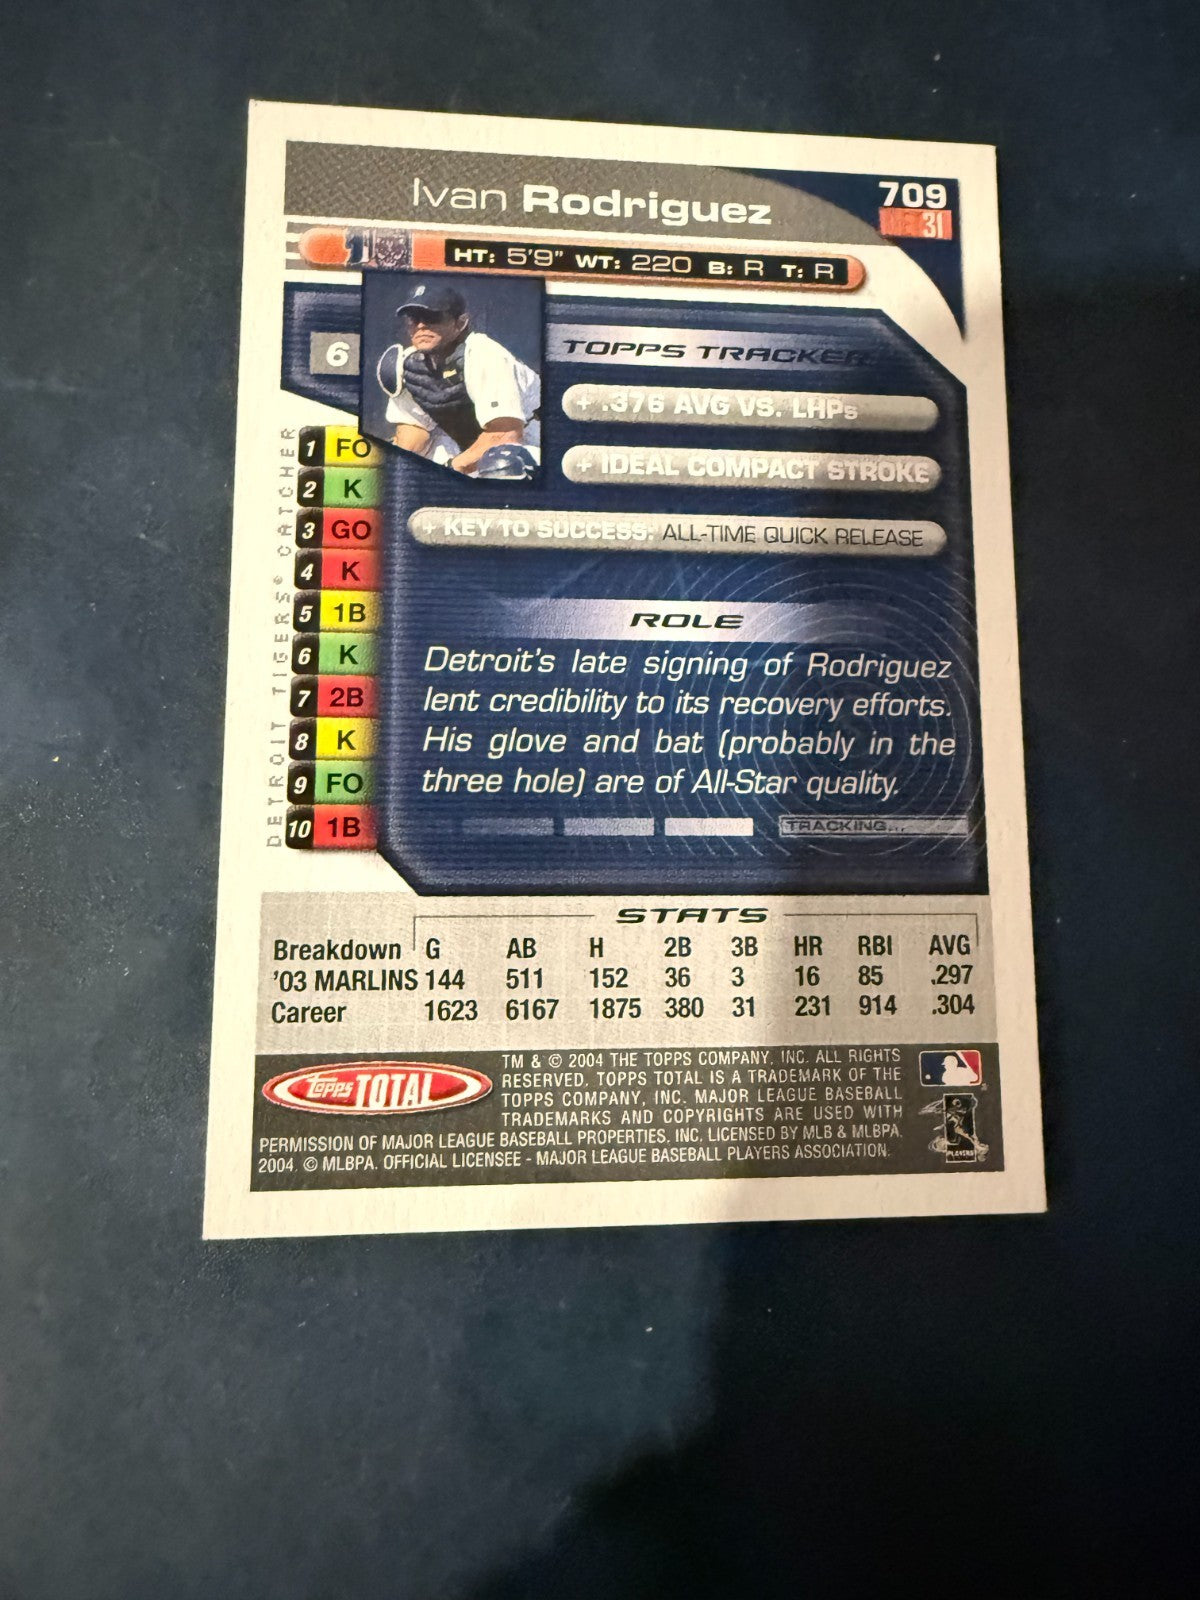 Ivan Rodriguez
709
DET 31
HT: 5'9" WT: 220 B: R T: R
6
TOPPS TRACKER
+ .376 AVG VS. LHPs
+ IDEAL COMPACT STROKE
+ KEY TO SUCCESS: ALL-TIME QUICK RELEASE
DETROIT TIGERS® CATCHER
1 FO
2 K
3 GO
4 K
5 1B
6 K
7 2B
8 K
9 FO
10 1B
ROLE
Detroit's late signing of Rodriguez
lent credibility to its recovery efforts.
His glove and bat (probably in the
three hole) are of All-Star quality.
TRACKING...
STATS
Breakdown G AB H 2B 3B HR RBI AVG
'03 MARLINS 144 511 152 36 3 16 85 .297
Career 1623 6167 1875 380 31 231 914 .304
Topps TOTAL
TM & © 2004 THE TOPPS COMPANY, INC. ALL RIGHTS
RESERVED. TOPPS TOTAL IS A TRADEMARK OF THE
TOPPS COMPANY, INC. MAJOR LEAGUE BASEBALL
TRADEMARKS AND COPYRIGHTS ARE USED WITH
PERMISSION OF MAJOR LEAGUE BASEBALL PROPERTIES, INC. LICENSED BY MLB & MLBPA.
2004. © MLBPA. OFFICIAL LICENSEE - MAJOR LEAGUE BASEBALL PLAYERS ASSOCIATION.
PLAYERS